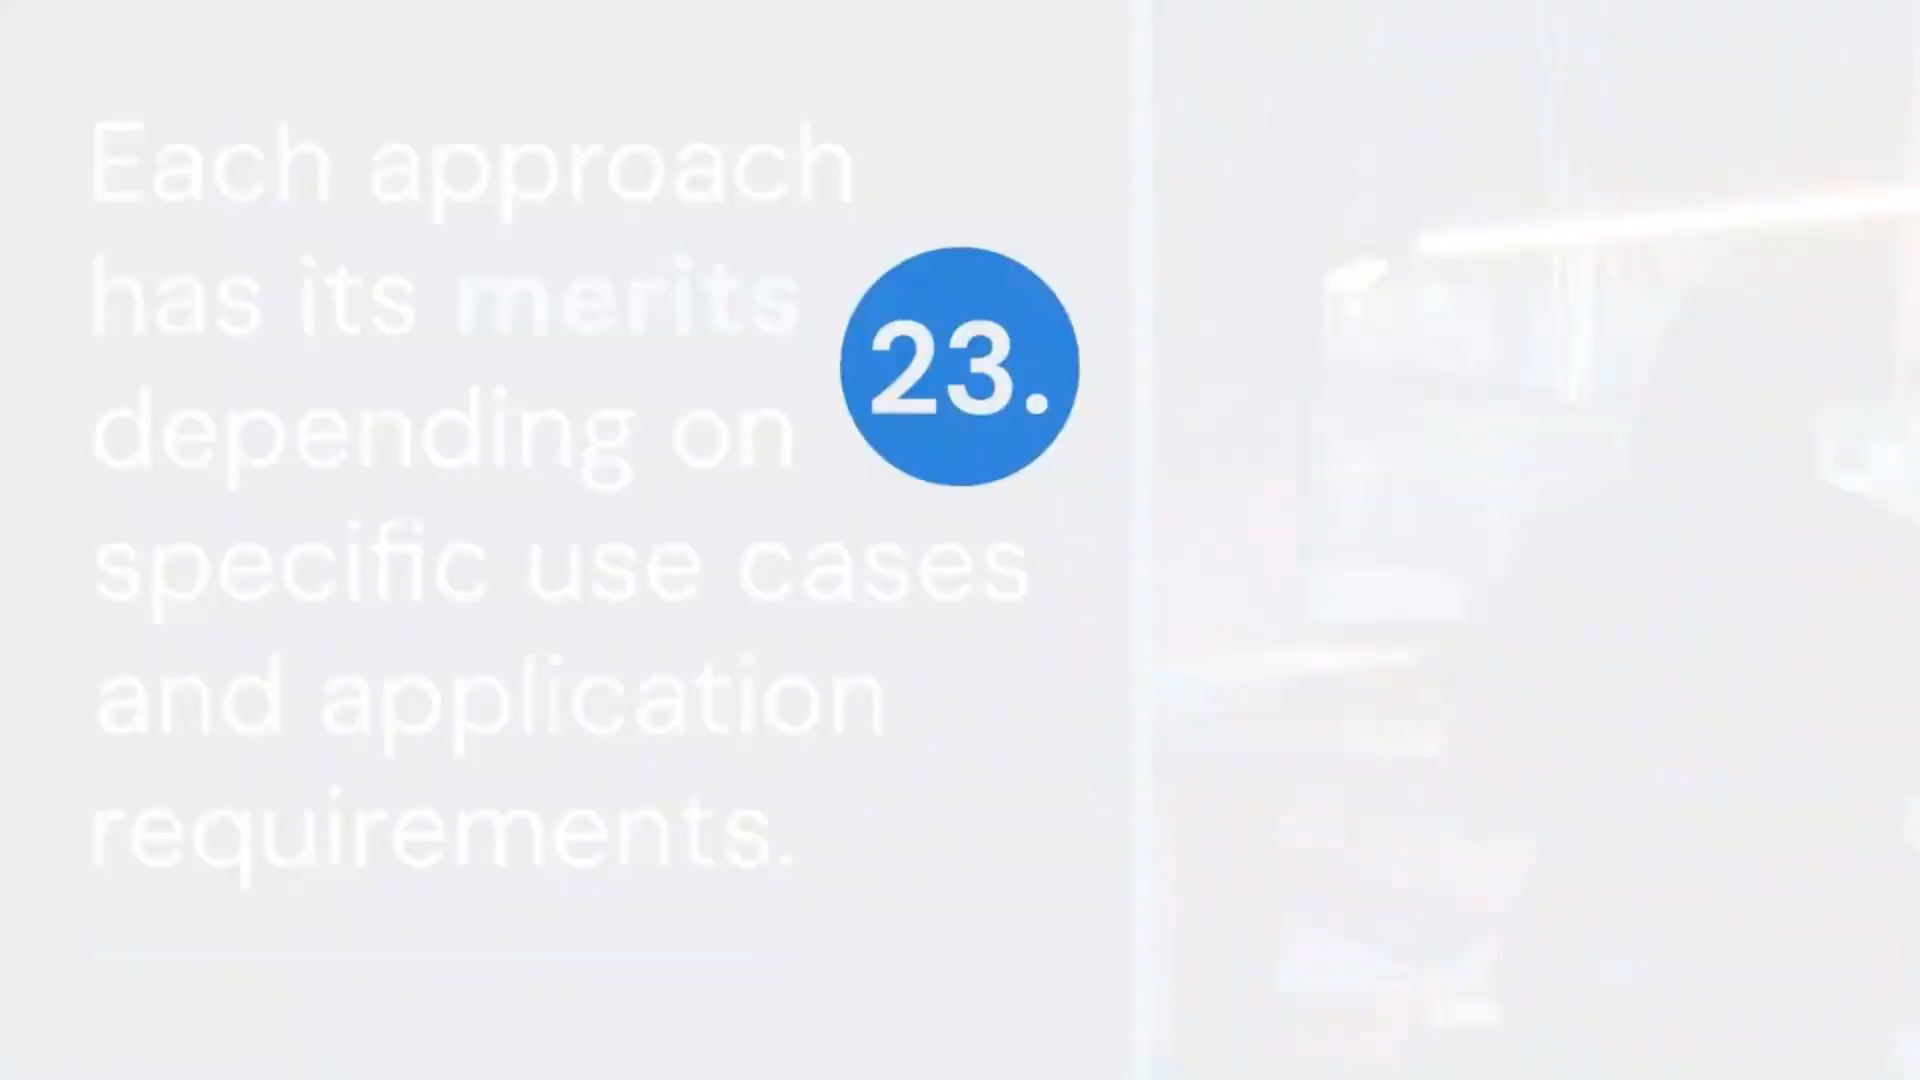 Each approach
has its merits
depending on
specific use cases
and application
requirements.
23.